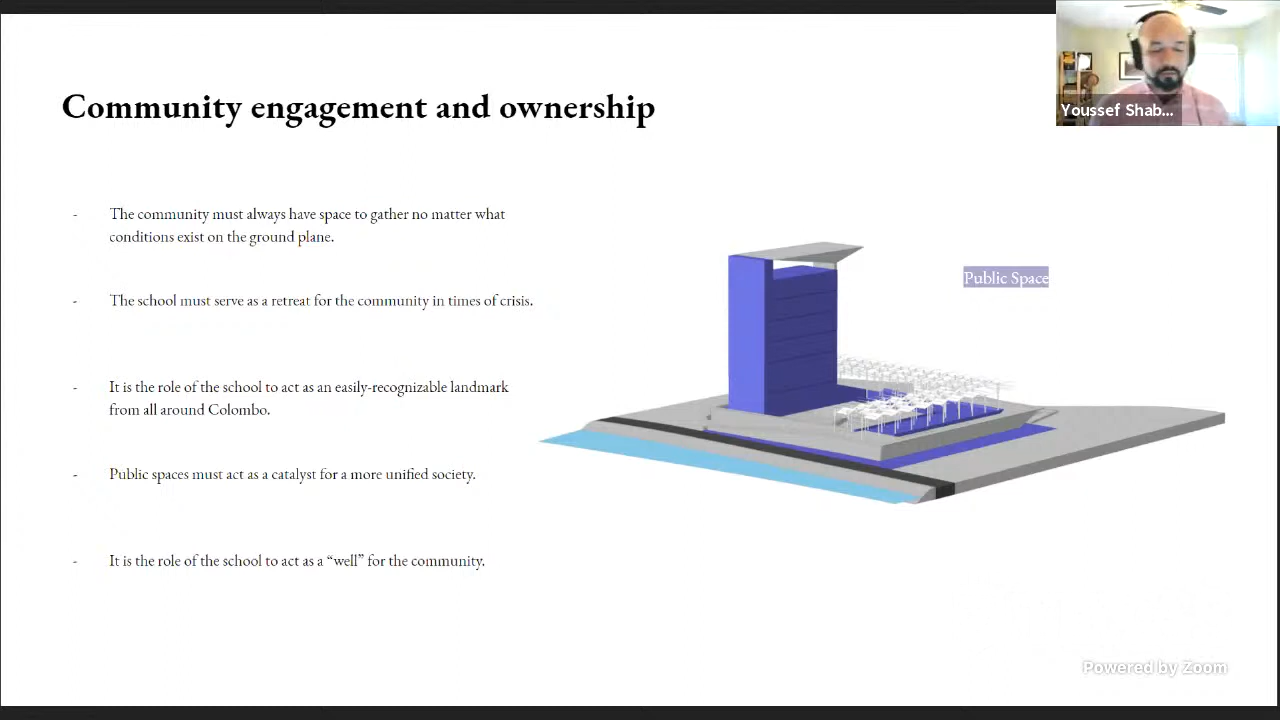 Community engagement and ownership
Youssef Shab...
- The community must always have space to gather no matter what
conditions exist on the ground plane.
Public Space
- The school must serve as a retreat for the community in times of crisis.
- It is the role of the school to act as an easily-recognizable landmark
from all around Colombo.
- Public spaces must act as a catalyst for a more unified society.
- It is the role of the school to act as a “well” for the community.
Powered by Zoom